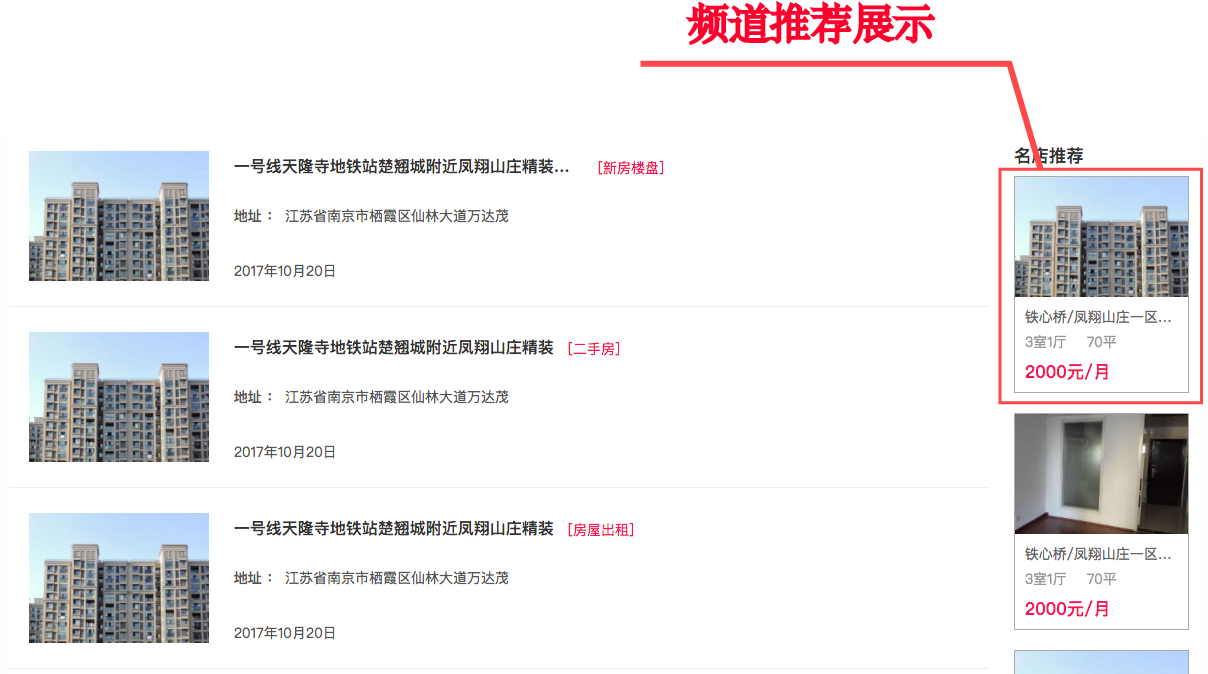 频道推荐展示
一号线天隆寺地铁站楚翘城附近凤翔山庄精装... [新房楼盘]
地址： 江苏省南京市栖霞区仙林大道万达茂
2017年10月20日
一号线天隆寺地铁站楚翘城附近凤翔山庄精装 [二手房]
地址： 江苏省南京市栖霞区仙林大道万达茂
2017年10月20日
一号线天隆寺地铁站楚翘城附近凤翔山庄精装 [房屋出租]
地址： 江苏省南京市栖霞区仙林大道万达茂
2017年10月20日
名店推荐
铁心桥/凤翔山庄一区...
3室1厅 70平
2000元/月
铁心桥/凤翔山庄一区...
3室1厅 70平
2000元/月